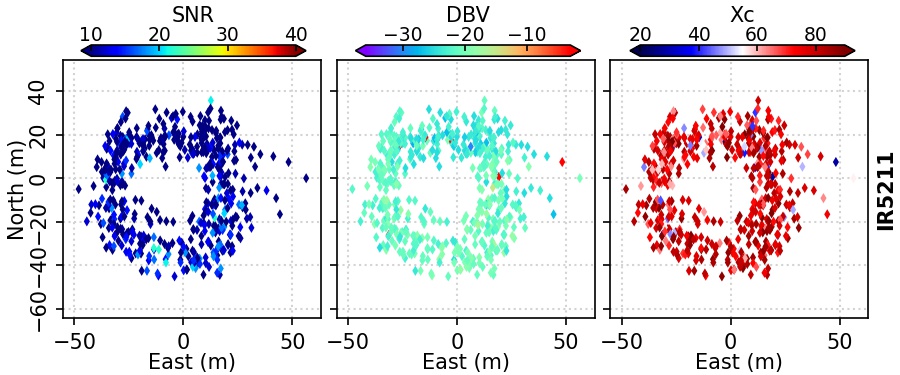 SNR DBV Xc
10 20 30 40 −30 −20 −10 20 40 60 80
40
20
0
−20
−40
−60
North (m)
IR5211
−50 0 50 −50 0 50 −50 0 50
East (m) East (m) East (m)